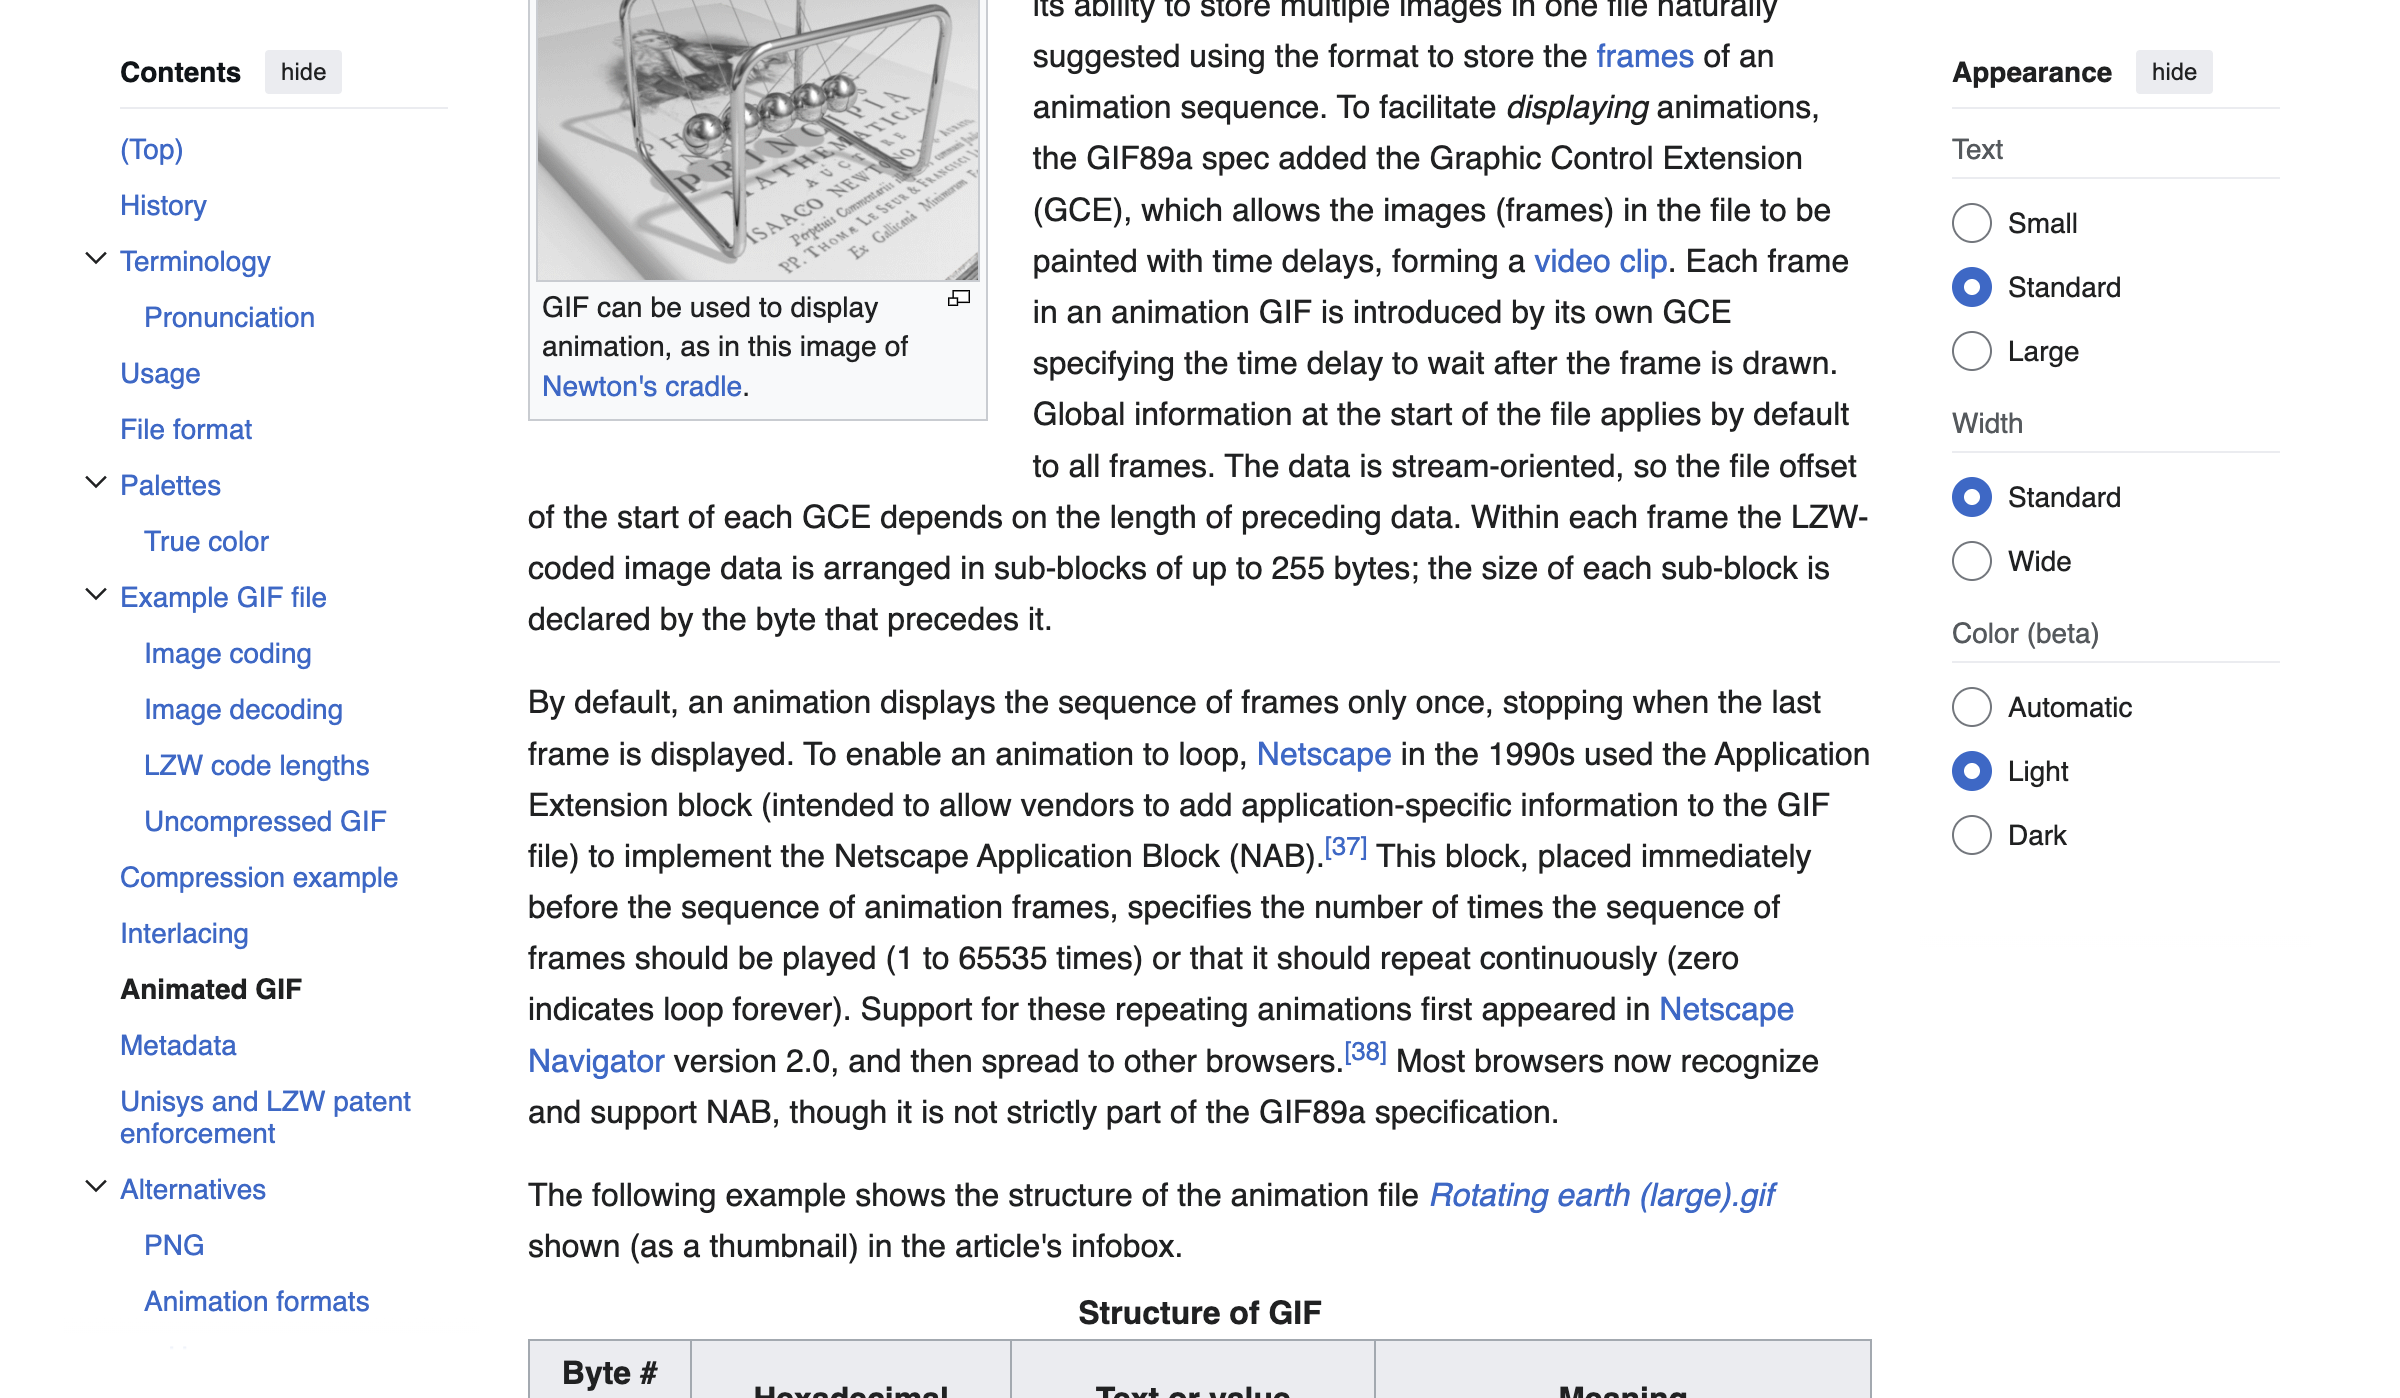 Contents hide
(Top)
History
Terminology
Pronunciation
Usage
File format
Palettes
True color
Example GIF file
Image coding
Image decoding
LZW code lengths
Uncompressed GIF
Compression example
Interlacing
Animated GIF
Metadata
Unisys and LZW patent
enforcement
Alternatives
PNG
Animation formats
PRINCIPIA
MATHEMATICA
AUCTORE
ISAACO NEWTONO
Perpetuis Commentariis
PP. THOMÆ LE SEUR & FRANCISCI
Ex Gallicana Minimorum
GIF can be used to display
animation, as in this image of
Newton's cradle.
its ability to store multiple images in one file naturally
suggested using the format to store the frames of an
animation sequence. To facilitate displaying animations,
the GIF89a spec added the Graphic Control Extension
(GCE), which allows the images (frames) in the file to be
painted with time delays, forming a video clip. Each frame
in an animation GIF is introduced by its own GCE
specifying the time delay to wait after the frame is drawn.
Global information at the start of the file applies by default
to all frames. The data is stream-oriented, so the file offset
of the start of each GCE depends on the length of preceding data. Within each frame the LZW-
coded image data is arranged in sub-blocks of up to 255 bytes; the size of each sub-block is
declared by the byte that precedes it.
By default, an animation displays the sequence of frames only once, stopping when the last
frame is displayed. To enable an animation to loop, Netscape in the 1990s used the Application
Extension block (intended to allow vendors to add application-specific information to the GIF
file) to implement the Netscape Application Block (NAB).[37] This block, placed immediately
before the sequence of animation frames, specifies the number of times the sequence of
frames should be played (1 to 65535 times) or that it should repeat continuously (zero
indicates loop forever). Support for these repeating animations first appeared in Netscape
Navigator version 2.0, and then spread to other browsers.[38] Most browsers now recognize
and support NAB, though it is not strictly part of the GIF89a specification.
The following example shows the structure of the animation file Rotating earth (large).gif
shown (as a thumbnail) in the article's infobox.
Structure of GIF
Byte # Hexadecimal Text or value Meaning
Appearance hide
Text
Small
Standard
Large
Width
Standard
Wide
Color (beta)
Automatic
Light
Dark